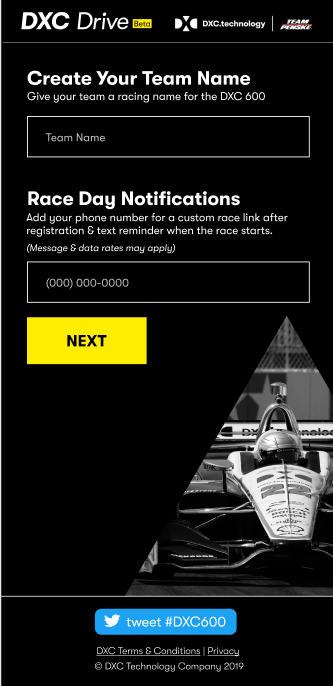 DXC Drive Beta DXC.technology TEAM PENSKE
Create Your Team Name
Give your team a racing name for the DXC 600
Team Name
Race Day Notifications
Add your phone number for a custom race link after
registration & text reminder when the race starts.
(Message & data rates may apply)
(000) 000-0000
NEXT
DXC Technolog
tweet #DXC600
DXC Terms & Conditions | Privacy
© DXC Technology Company 2019